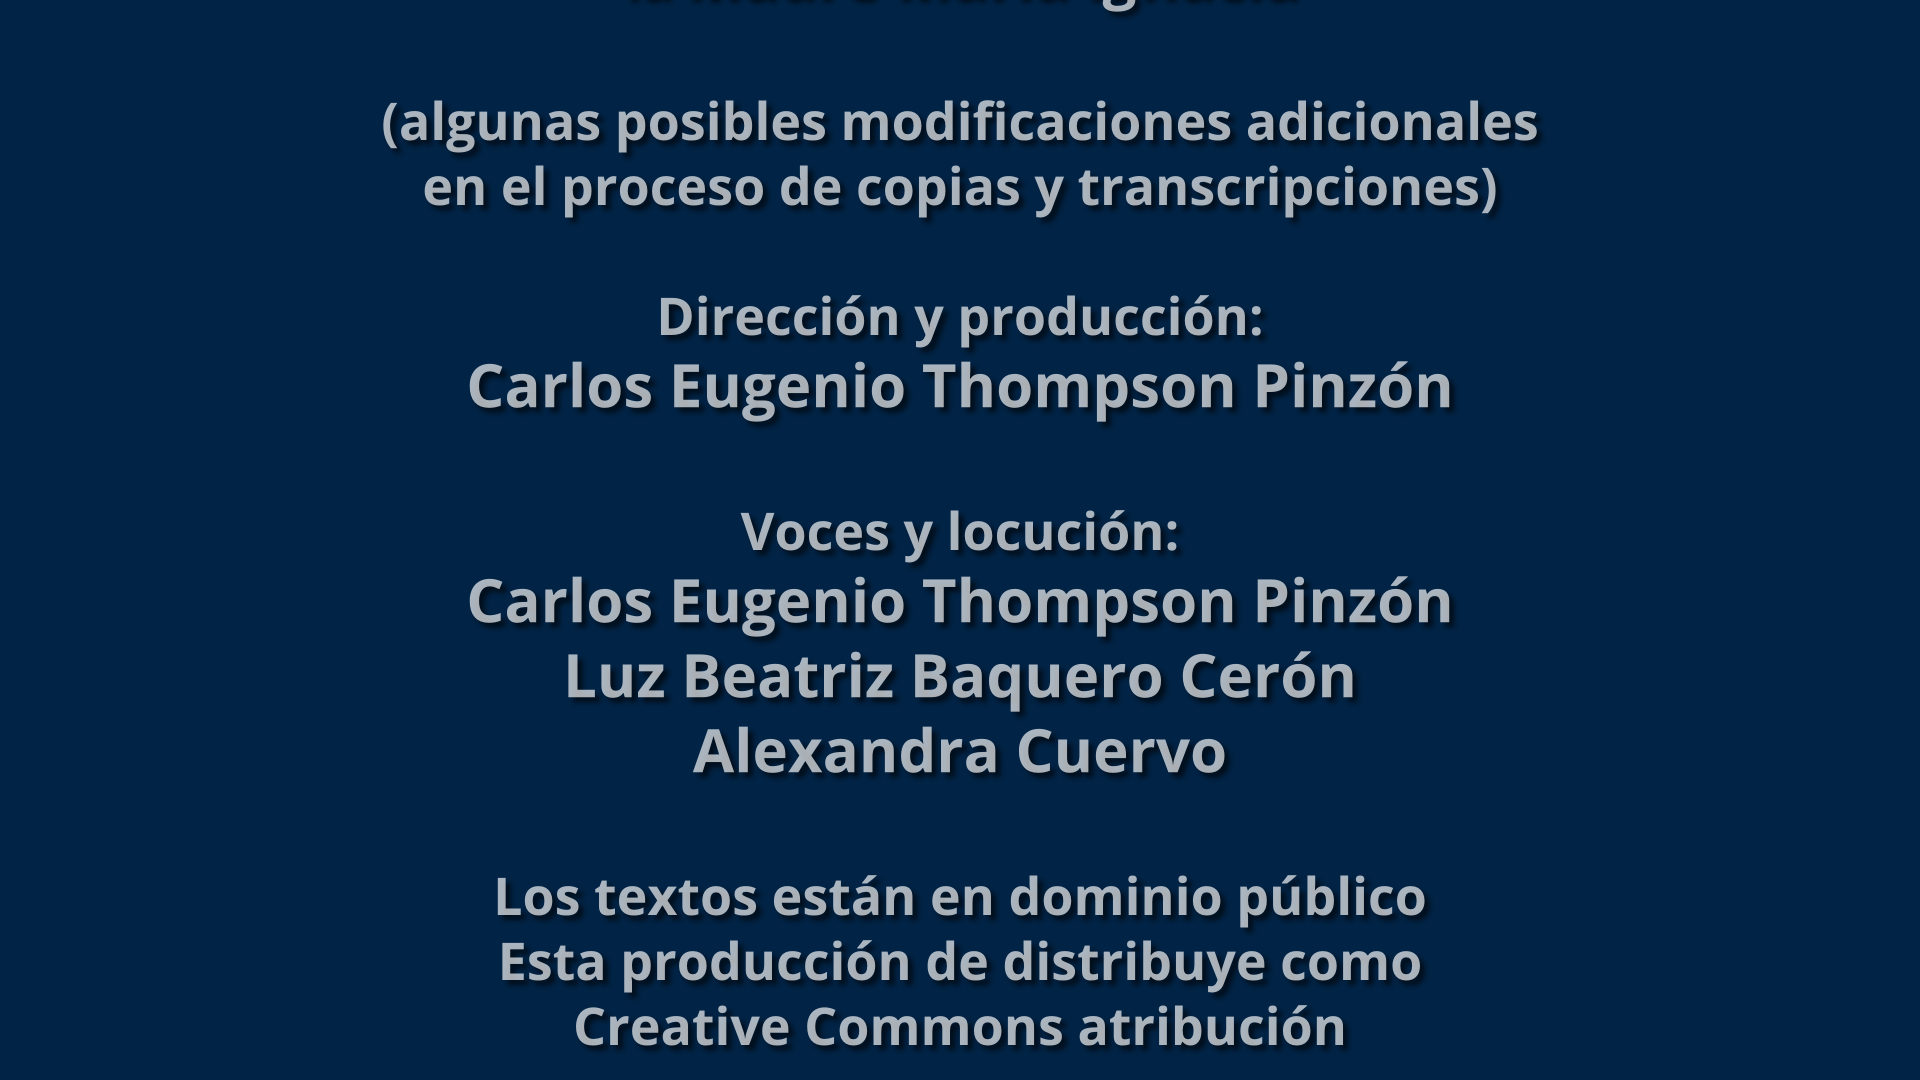 (algunas posibles modificaciones adicionales
en el proceso de copias y transcripciones)
Dirección y producción:
Carlos Eugenio Thompson Pinzón
Voces y locución:
Carlos Eugenio Thompson Pinzón
Luz Beatriz Baquero Cerón
Alexandra Cuervo
Los textos están en dominio público
Esta producción de distribuye como
Creative Commons atribución